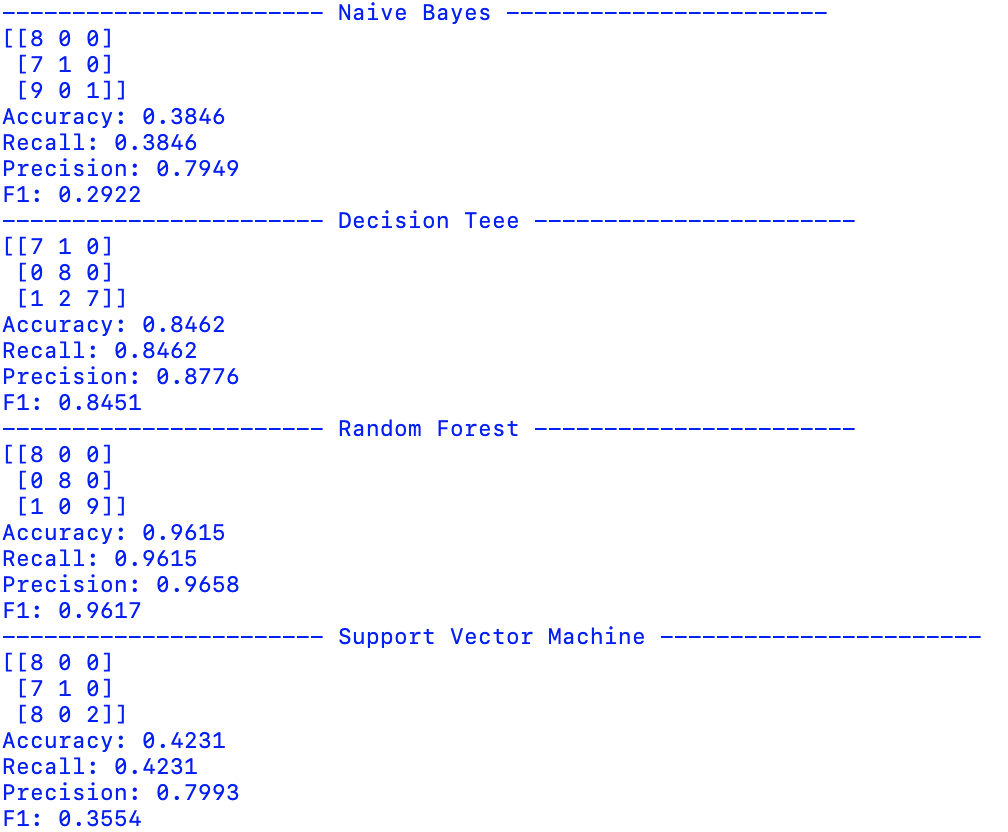 ----------------------- Naive Bayes -----------------------
[[8 0 0]
 [7 1 0]
 [9 0 1]]
Accuracy: 0.3846
Recall: 0.3846
Precision: 0.7949
F1: 0.2922
----------------------- Decision Teee -----------------------
[[7 1 0]
 [0 8 0]
 [1 2 7]]
Accuracy: 0.8462
Recall: 0.8462
Precision: 0.8776
F1: 0.8451
----------------------- Random Forest -----------------------
[[8 0 0]
 [0 8 0]
 [1 0 9]]
Accuracy: 0.9615
Recall: 0.9615
Precision: 0.9658
F1: 0.9617
----------------------- Support Vector Machine -----------------------
[[8 0 0]
 [7 1 0]
 [8 0 2]]
Accuracy: 0.4231
Recall: 0.4231
Precision: 0.7993
F1: 0.3554